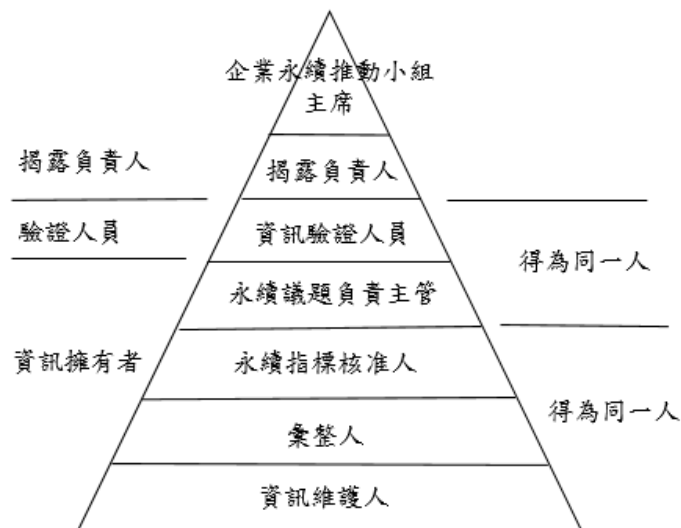 企業永續推動小組
主席
揭露負責人
揭露負責人
驗證人員
資訊驗證人員
得為同一人
永續議題負責主管
資訊擁有者
永續指標核准人
得為同一人
彙整人
資訊維護人